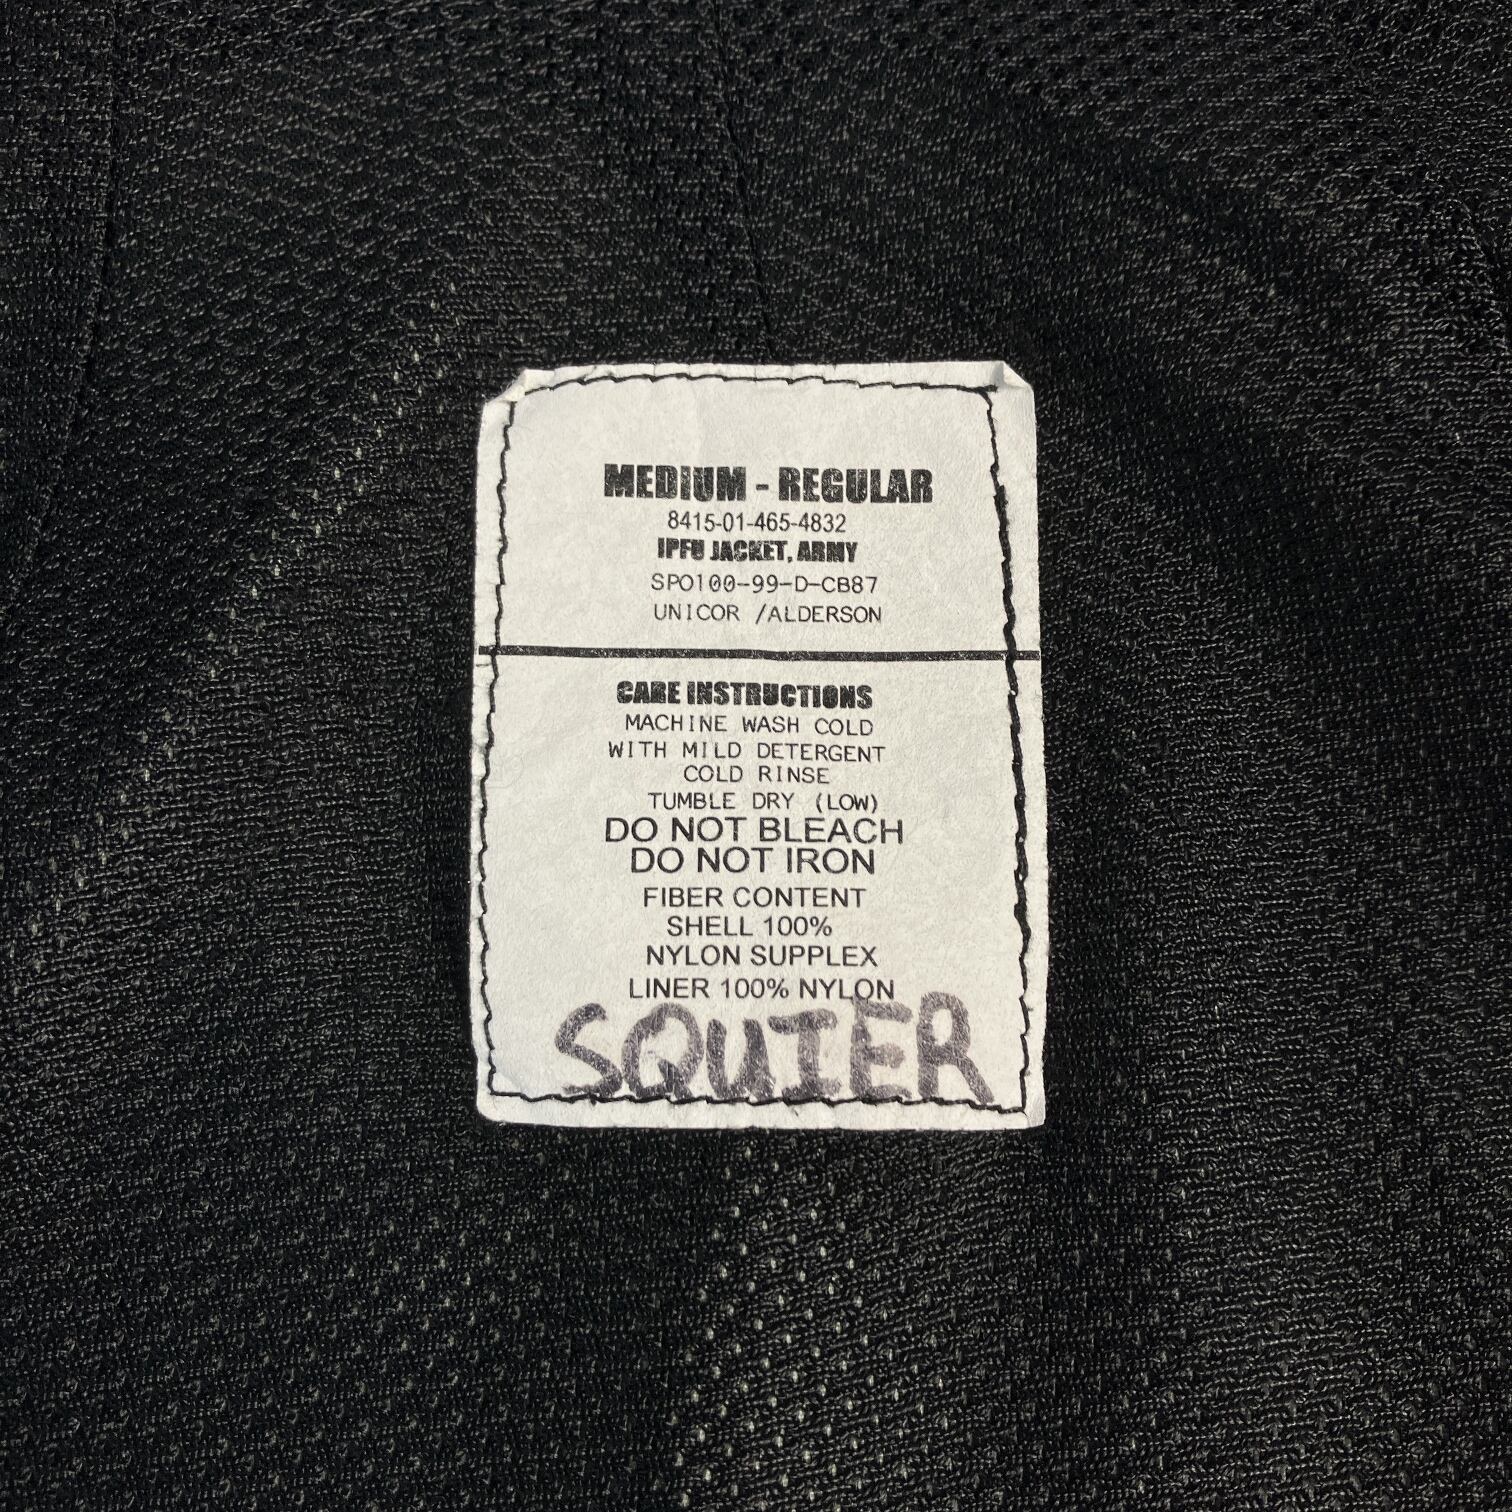 MEDIUM - REGULAR
8415-01-465-4832
IPFU JACKET, ARMY
SPO100-99-D-CB87
UNICOR /ALDERSON
CARE INSTRUCTIONS
MACHINE WASH COLD
WITH MILD DETERGENT
COLD RINSE
TUMBLE DRY (LOW)
DO NOT BLEACH
DO NOT IRON
FIBER CONTENT
SHELL 100%
NYLON SUPPLEX
LINER 100% NYLON
SQUIER